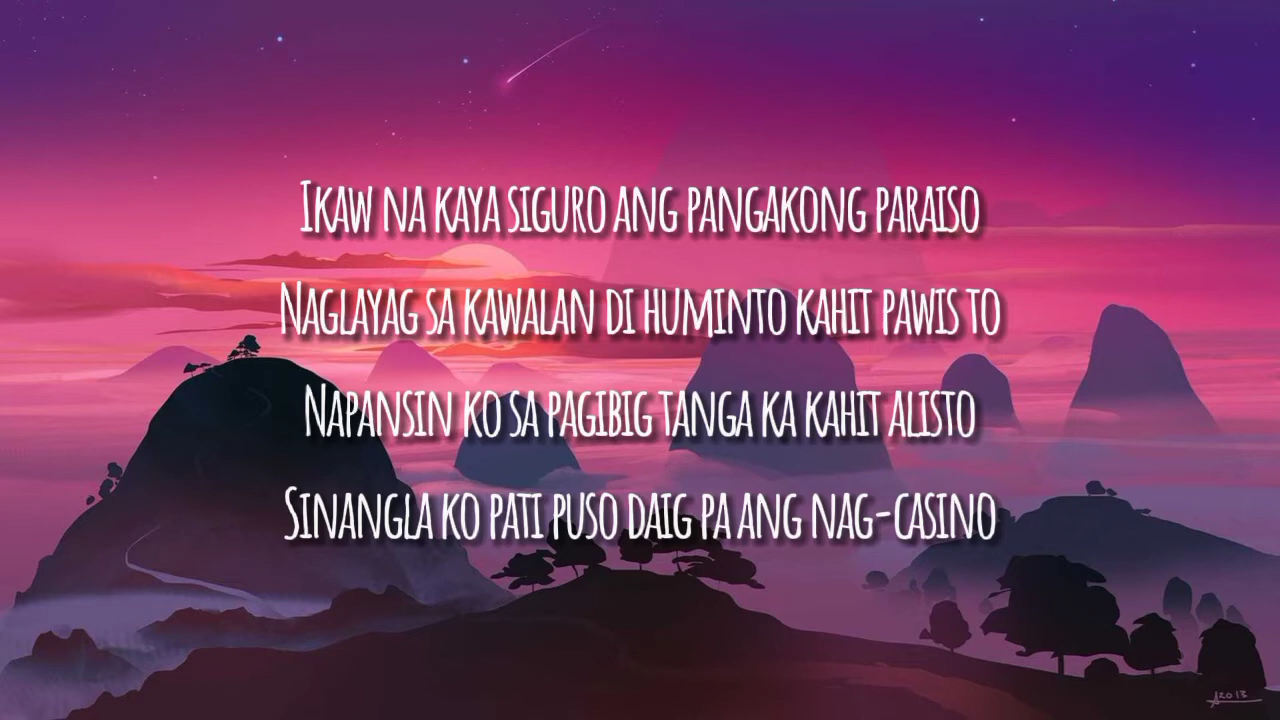 Ikaw na kaya siguro ang pangakong paraiso
Naglayag sa kawalan di huminto kahit pawis to
Napansin ko sa pagibig tanga ka kahit alisto
Sinangla ko pati puso daig pa ang nag-casino
2013